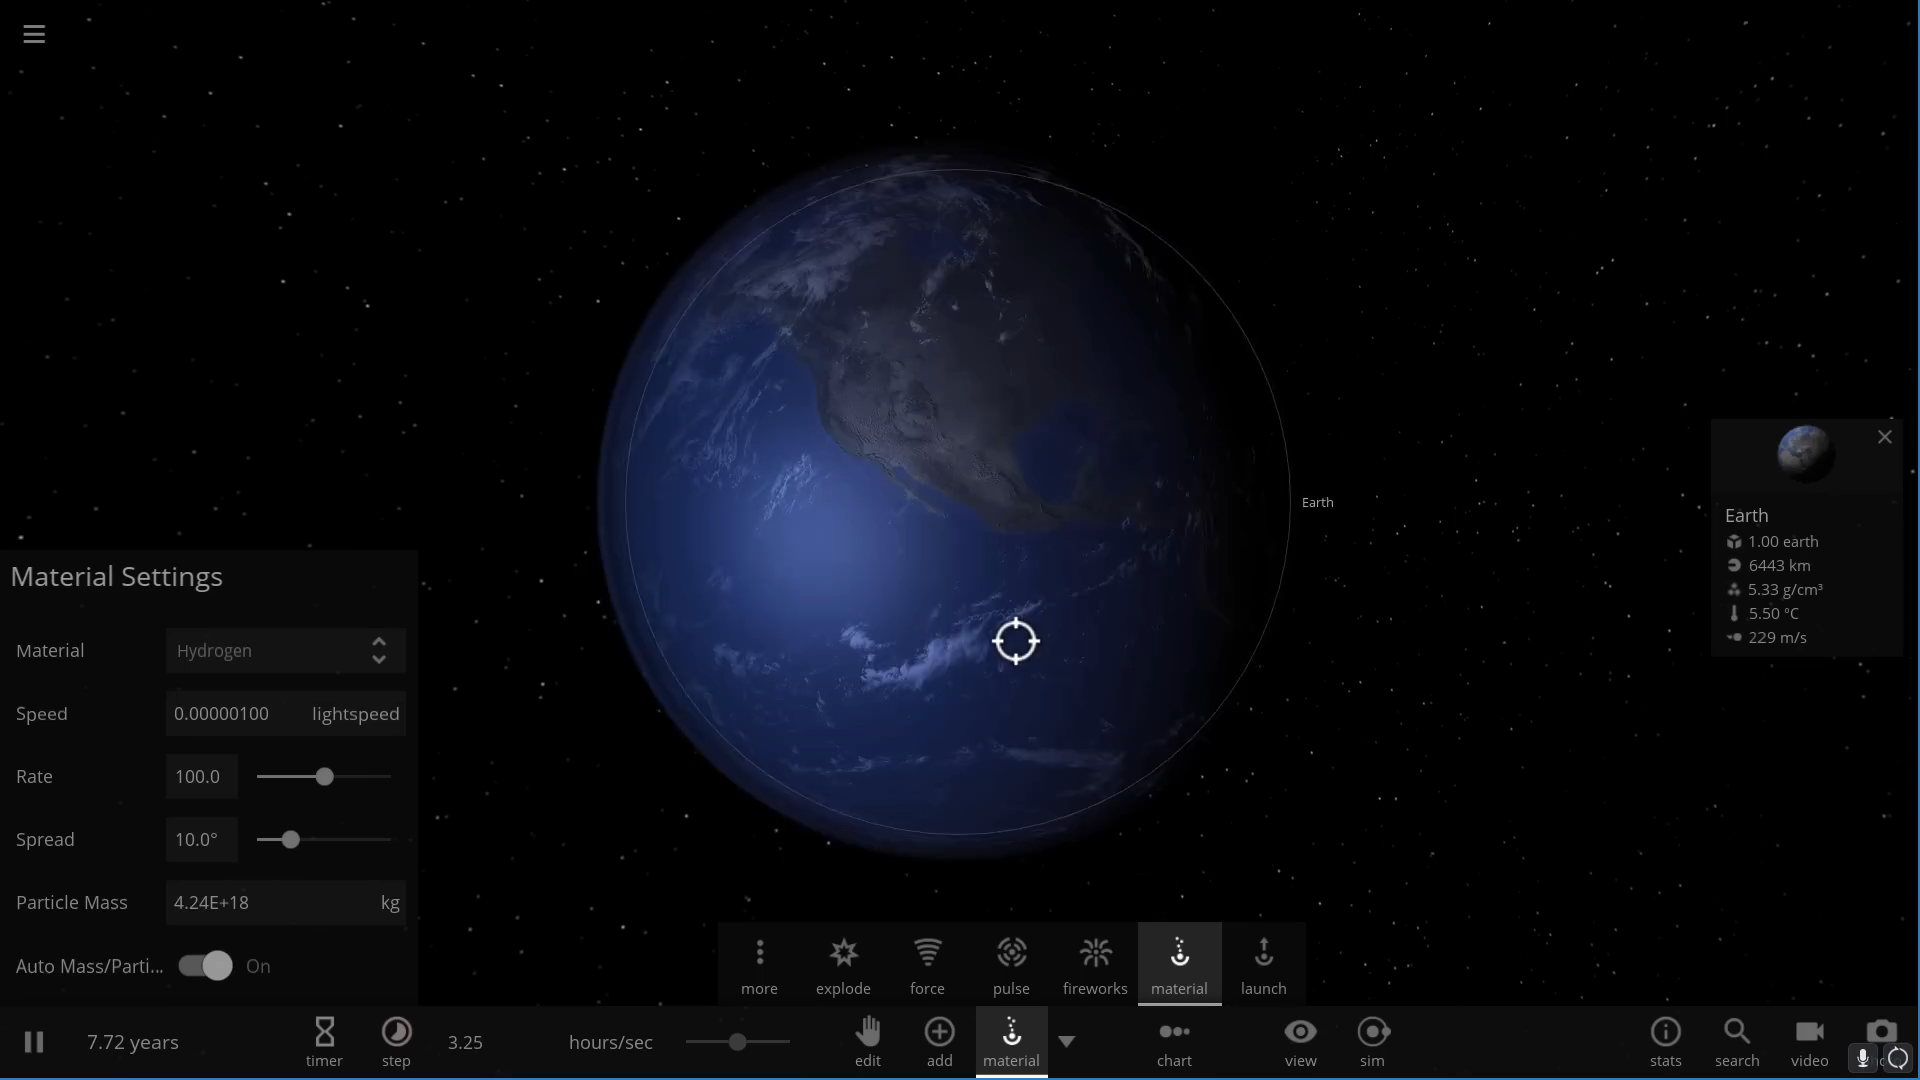 Earth
Earth
1.00 earth
6443 km
5.33 g/cm³
5.50 °C
229 m/s
Material Settings
Material Hydrogen
Speed 0.00000100 lightspeed
Rate 100.0
Spread 10.0°
Particle Mass 4.24E+18 kg
Auto Mass/Parti... On
more explode force pulse fireworks material launch
7.72 years timer step 3.25 hours/sec edit add material chart view sim stats search video